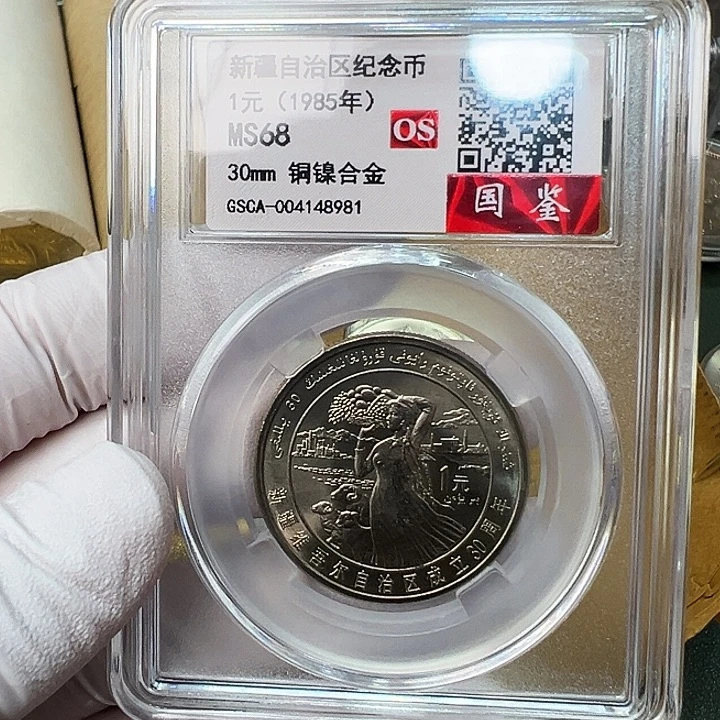 新疆自治区纪念币
1元（1985年）
MS68
OS
30mm 铜镍合金
GSCA-004148981
国鉴
30
1元
新疆维吾尔自治区成立30周年